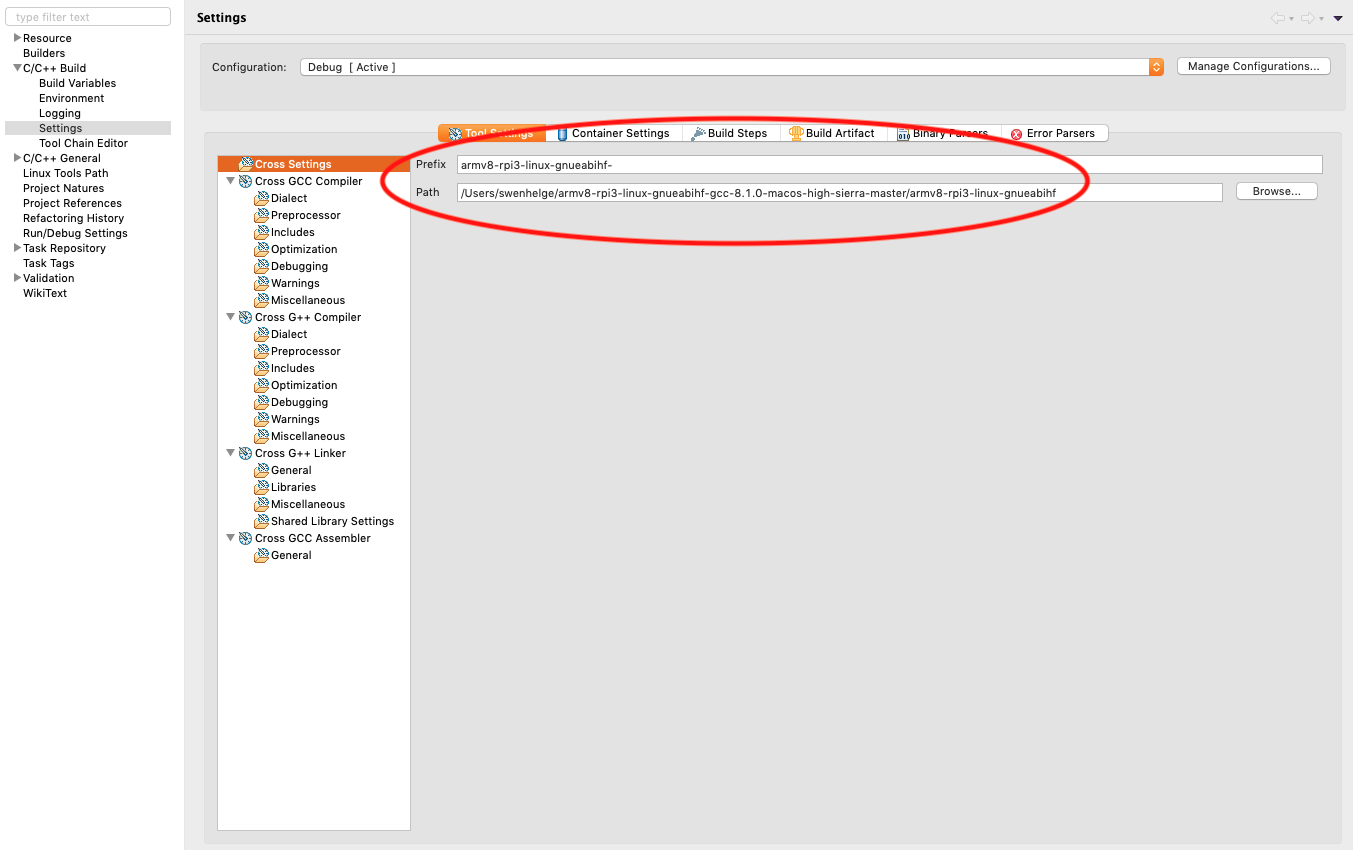 type filter text
Resource
Builders
C/C++ Build
Build Variables
Environment
Logging
Settings
Tool Chain Editor
C/C++ General
Linux Tools Path
Project Natures
Project References
Refactoring History
Run/Debug Settings
Task Repository
Task Tags
Validation
WikiText
Settings
Configuration: Debug [ Active ] Manage Configurations...
Tool Settings Container Settings Build Steps Build Artifact Binary Parsers Error Parsers
Cross Settings
Cross GCC Compiler
Dialect
Preprocessor
Includes
Optimization
Debugging
Warnings
Miscellaneous
Cross G++ Compiler
Dialect
Preprocessor
Includes
Optimization
Debugging
Warnings
Miscellaneous
Cross G++ Linker
General
Libraries
Miscellaneous
Shared Library Settings
Cross GCC Assembler
General
Prefix armv8-rpi3-linux-gnueabihf-
Path /Users/swenhelge/armv8-rpi3-linux-gnueabihf-gcc-8.1.0-macos-high-sierra-master/armv8-rpi3-linux-gnueabihf Browse...